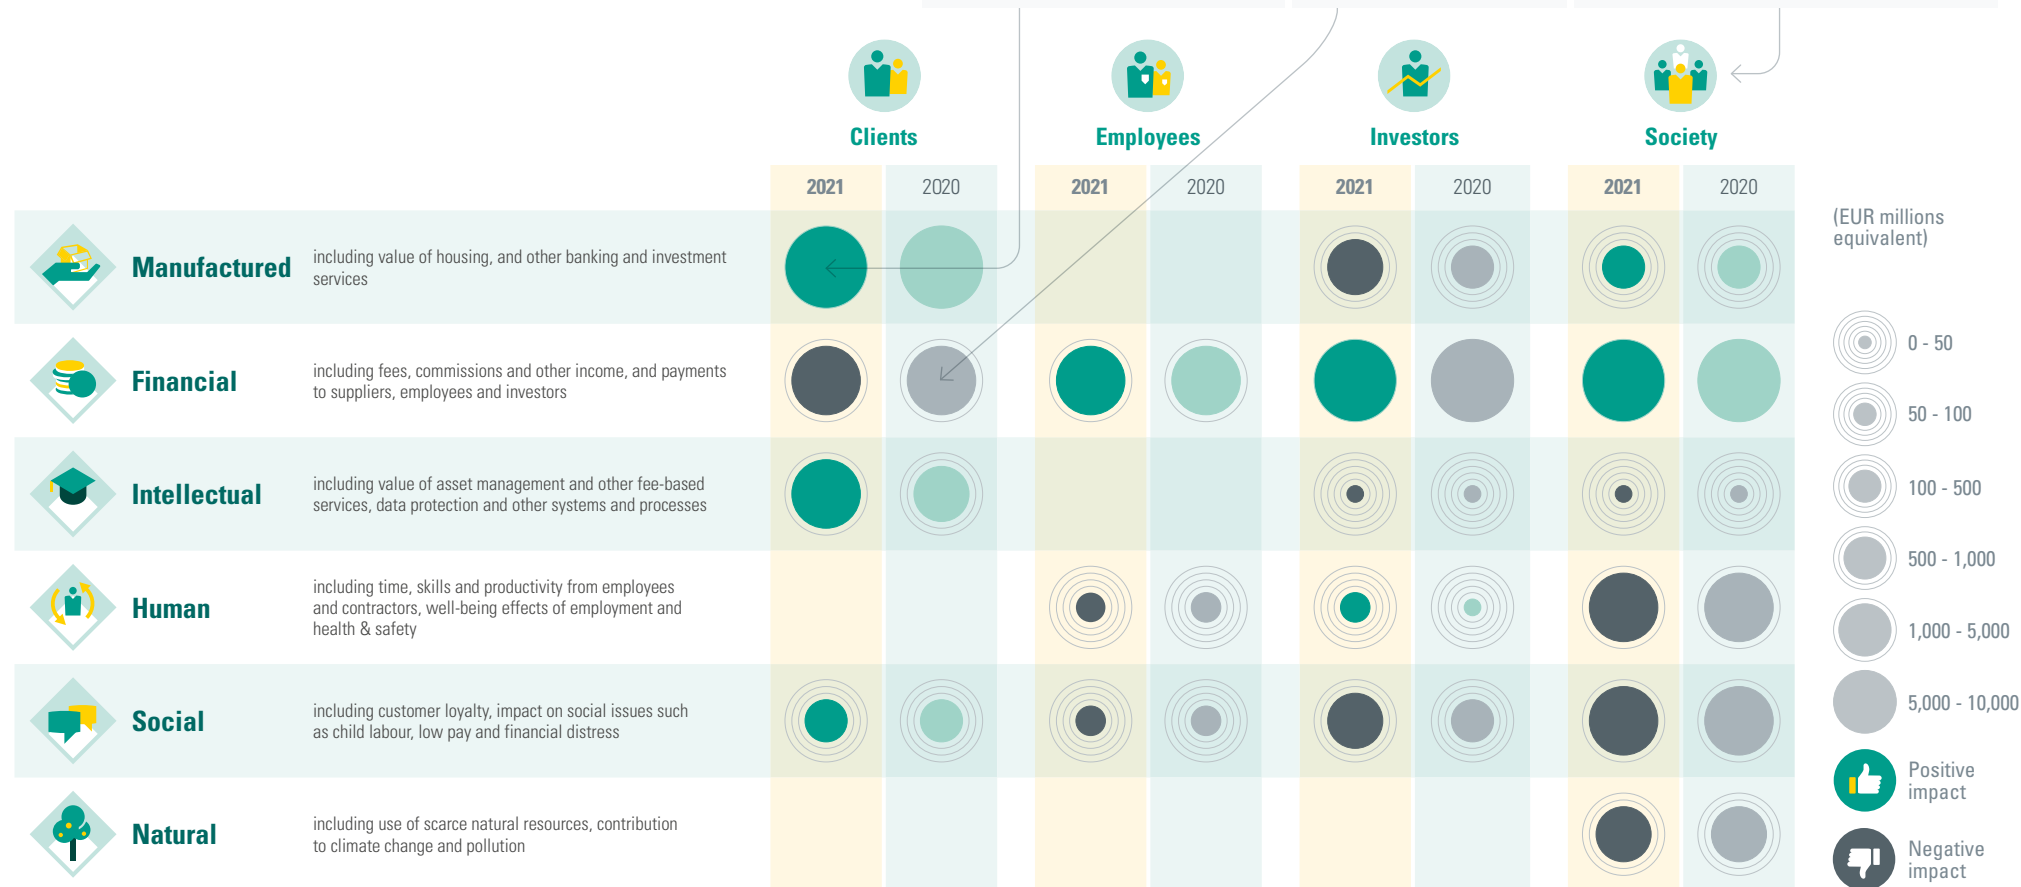 Clients
Employees
Investors
Society
2021
2020
2021
2020
2021
2020
2021
2020
(EUR millions
equivalent)
Manufactured
including value of housing, and other banking and investment
services
Financial
including fees, commissions and other income, and payments
to suppliers, employees and investors
Intellectual
including value of asset management and other fee-based
services, data protection and other systems and processes
Human
including time, skills and productivity from employees
and contractors, well-being effects of employment and
health & safety
Social
including customer loyalty, impact on social issues such
as child labour, low pay and financial distress
Natural
including use of scarce natural resources, contribution
to climate change and pollution
0 - 50
50 - 100
100 - 500
500 - 1,000
1,000 - 5,000
5,000 - 10,000
Positive
impact
Negative
impact